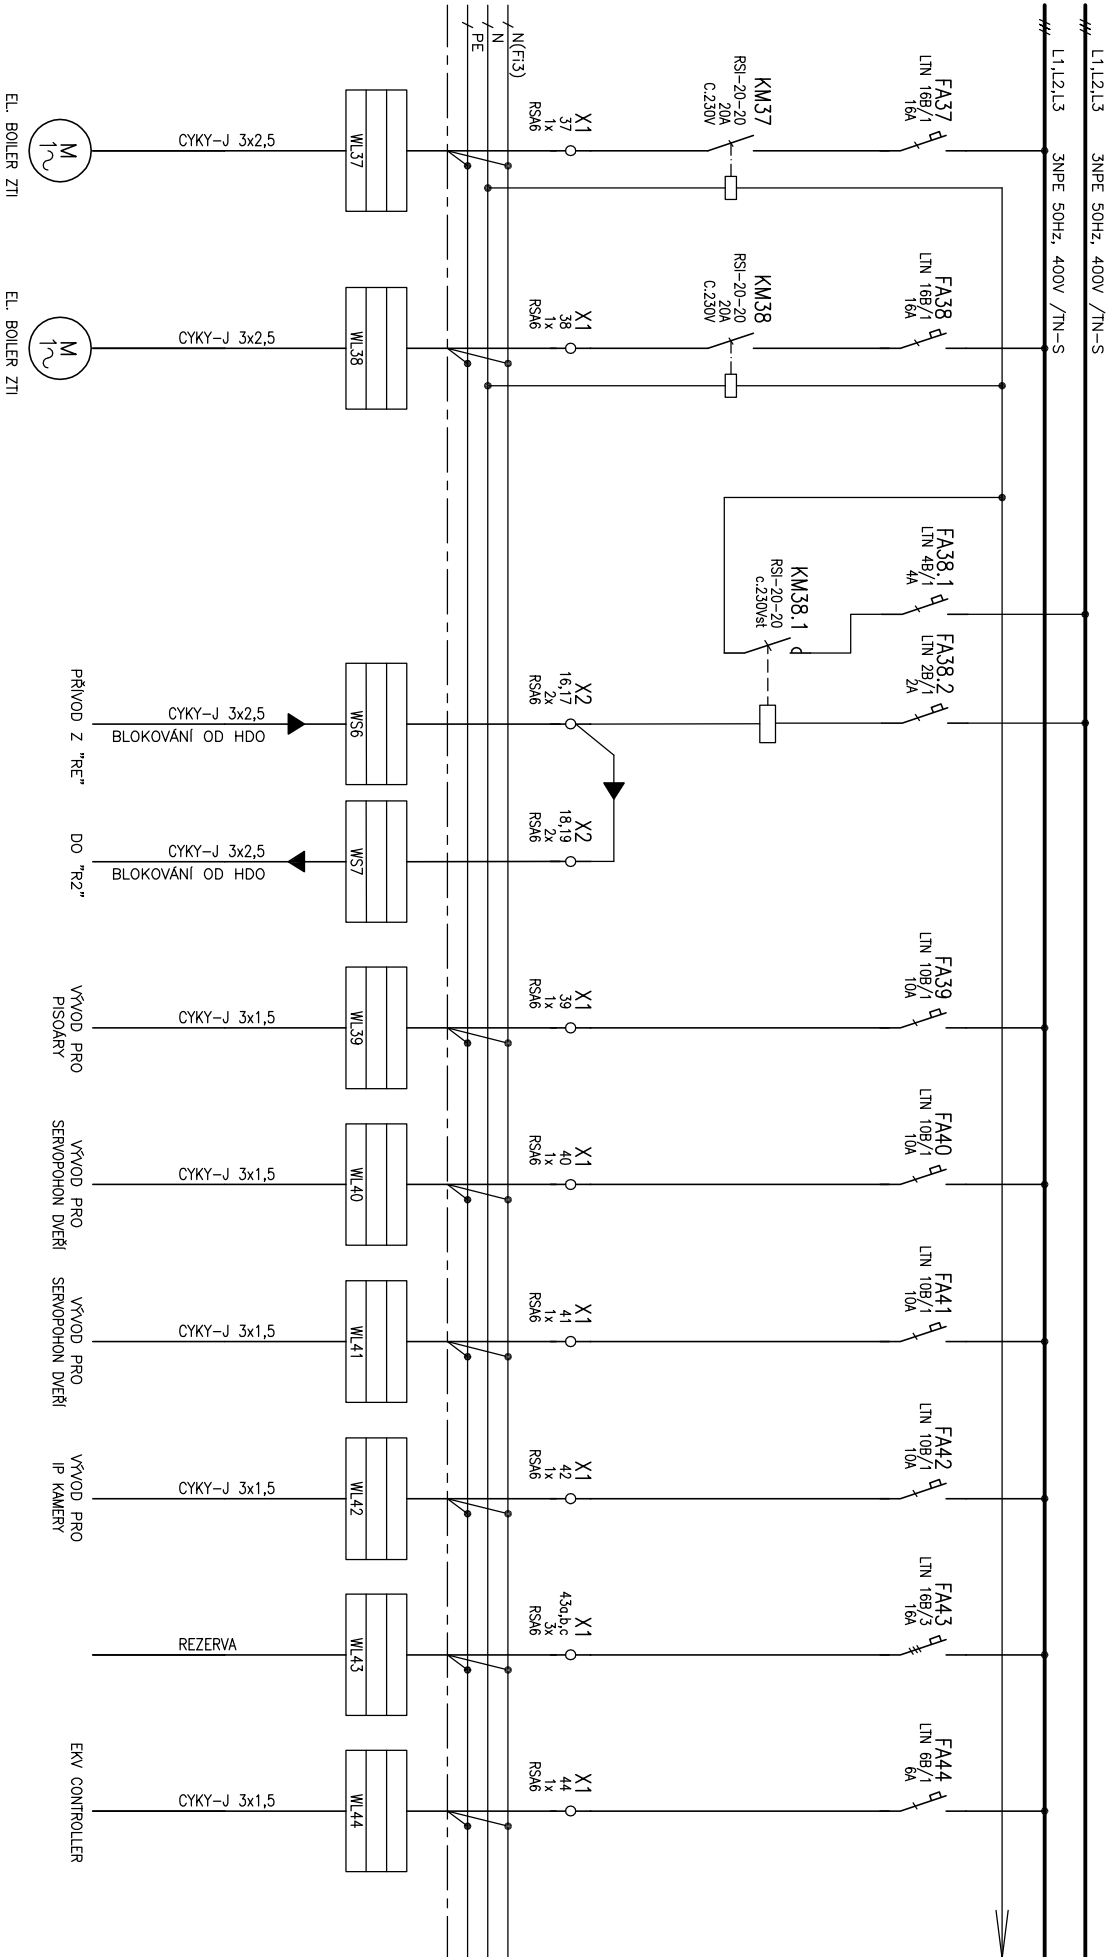 L1,L2,L3 3NPE 50Hz, 400V /TN-S
L1,L2,L3 3NPE 50Hz, 400V /TN-S
FA37
LTN 16B/1
16A
FA38
LTN 16B/1
16A
FA38.1
LTN 4B/1
4A
FA38.2
LTN 2B/1
2A
FA39
LTN 10B/1
10A
FA40
LTN 10B/1
10A
FA41
LTN 10B/1
10A
FA42
LTN 10B/1
10A
FA43
LTN 16B/3
16A
FA44
LTN 6B/1
6A
KM37
RSI-20-20
20A
C.230V
KM38
RSI-20-20
20A
C.230V
KM38.1
RSI-20-20
c.230Vst
X1
37
1x
RSA6
X1
38
1x
RSA6
X2
16,17
2x
RSA6
X2
18,19
2x
RSA6
X1
39
1x
RSA6
X1
40
1x
RSA6
X1
41
1x
RSA6
X1
42
1x
RSA6
X1
43a,b,c
3x
RSA6
X1
44
1x
RSA6
N(Fi3)
N
PE
WL37
WL38
WS6
WS7
WL39
WL40
WL41
WL42
WL43
WL44
CYKY-J 3x2,5
CYKY-J 3x2,5
CYKY-J 3x2,5
BLOKOVÁNÍ OD HDO
CYKY-J 3x2,5
BLOKOVÁNÍ OD HDO
CYKY-J 3x1,5
CYKY-J 3x1,5
CYKY-J 3x1,5
CYKY-J 3x1,5
REZERVA
CYKY-J 3x1,5
M
1~
M
1~
EL. BOILER ZTI
EL. BOILER ZTI
PŘÍVOD Z "RE"
DO "R2"
VÝVOD PRO
PISOÁRY
VÝVOD PRO
SERVOPOHON DVEŘÍ
VÝVOD PRO
SERVOPOHON DVEŘÍ
VÝVOD PRO
IP KAMERY
EKV CONTROLLER